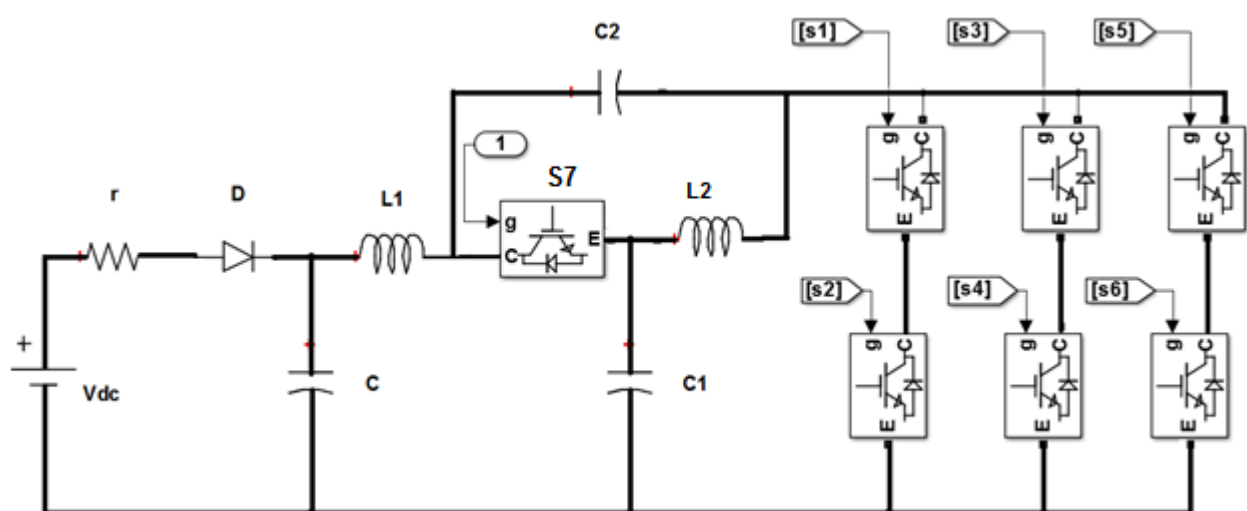 [s1] [s3] [s5]
C2
g C g C g C
1
S7
r D L1 L2
g E
C
E E E
[s2] [s4] [s6]
+
g C g C g C
Vdc C C1
E E E